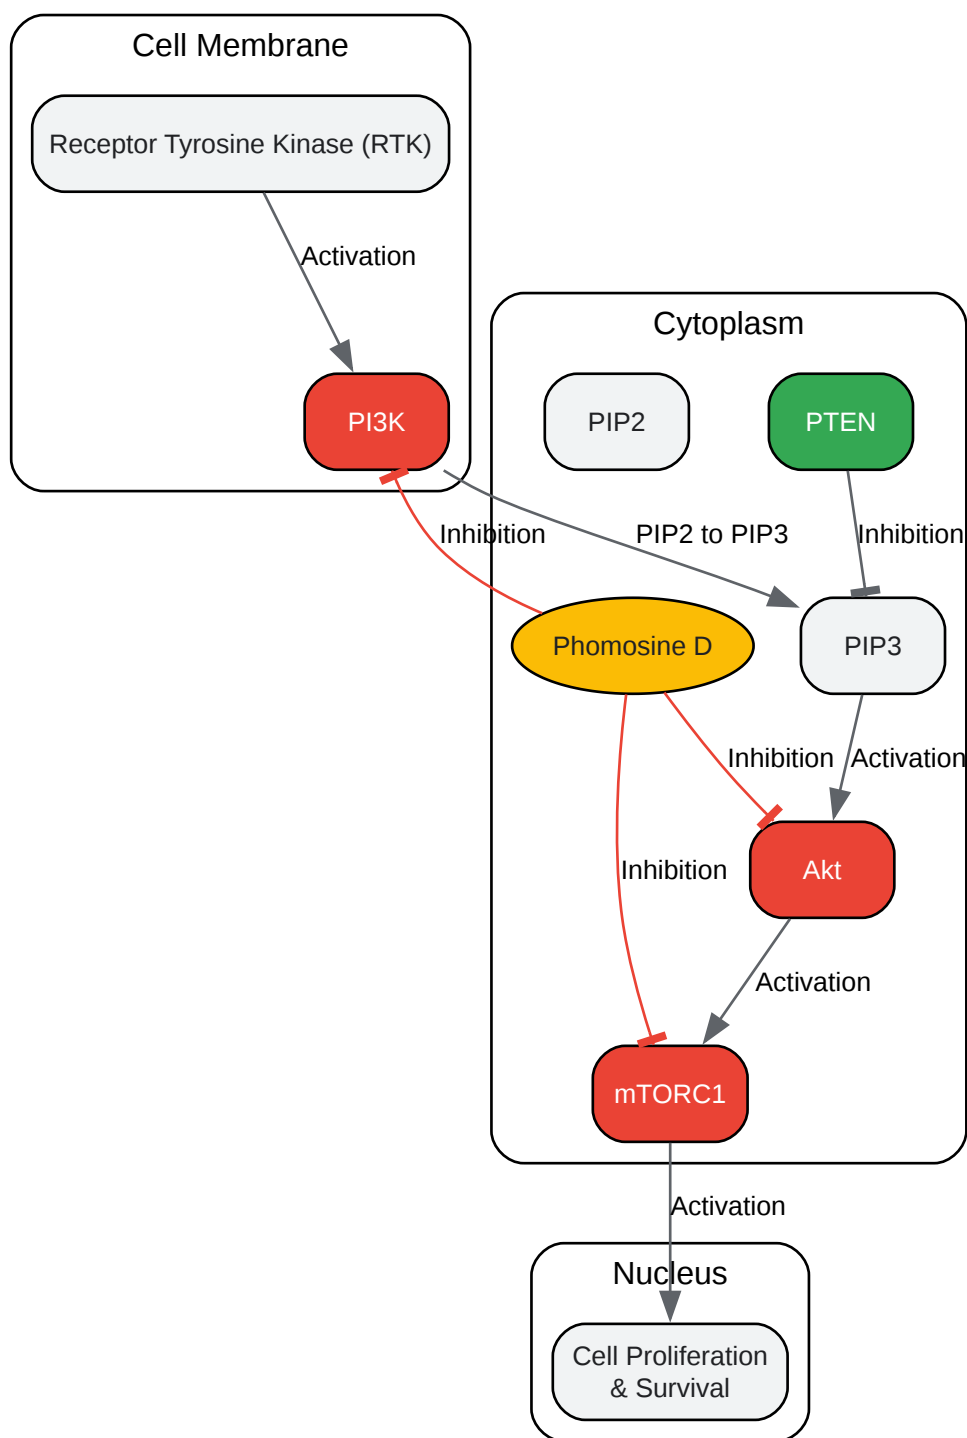 Cell Membrane
Receptor Tyrosine Kinase (RTK)
Activation
Cytoplasm
PI3K
PIP2
PTEN
Inhibition
PIP2 to PIP3
Inhibition
Phomosine D
PIP3
Inhibition
Activation
Inhibition
Akt
Activation
mTORC1
Activation
Nucleus
Cell Proliferation
& Survival